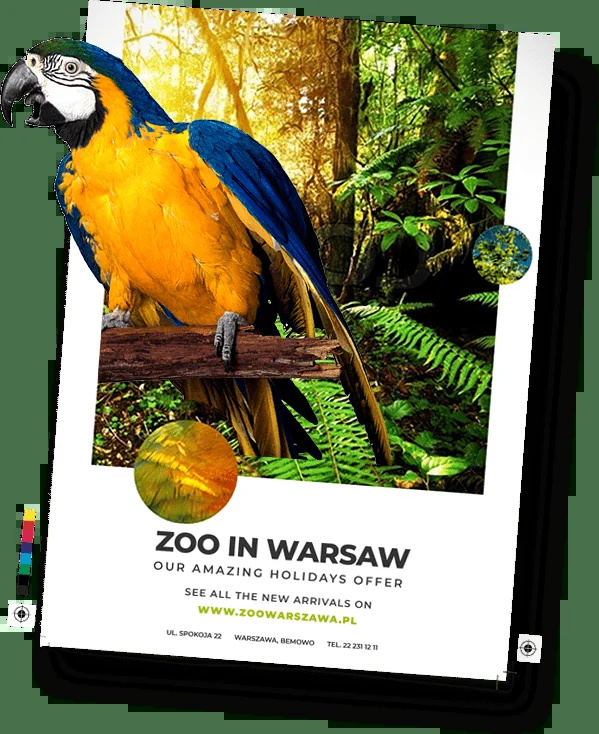 ZOO IN WARSAW
OUR AMAZING HOLIDAYS OFFER
SEE ALL THE NEW ARRIVALS ON
WWW.ZOOWARSZAWA.PL
UL. SPOKOJA 22 WARSZAWA, BEMOWO TEL. 22 231 12 11